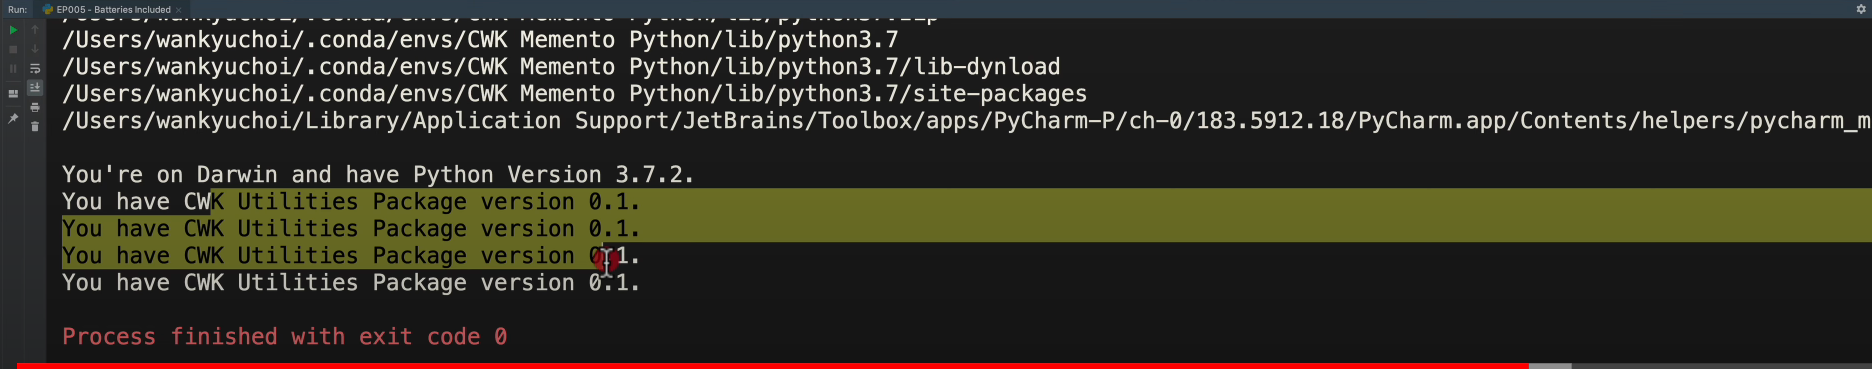 Run: EP005 - Batteries Included
/Users/wankyuchoi/.conda/envs/CWK Memento Python/lib/python3.7
/Users/wankyuchoi/.conda/envs/CWK Memento Python/lib/python3.7/lib-dynload
/Users/wankyuchoi/.conda/envs/CWK Memento Python/lib/python3.7/site-packages
/Users/wankyuchoi/Library/Application Support/JetBrains/Toolbox/apps/PyCharm-P/ch-0/183.5912.18/PyCharm.app/Contents/helpers/pycharm_m
You're on Darwin and have Python Version 3.7.2.
You have CWK Utilities Package version 0.1.
You have CWK Utilities Package version 0.1.
You have CWK Utilities Package version 0.1.
You have CWK Utilities Package version 0.1.
Process finished with exit code 0